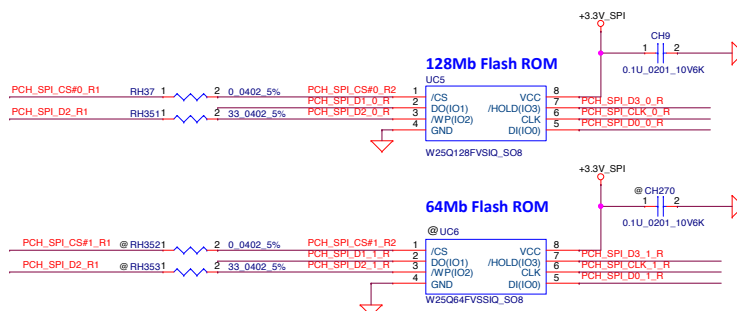 +3.3V_SPI
CH9
1 2
0.1U_0201_10V6K
128Mb Flash ROM
UC5
PCH_SPI_CS#0_R1 RH37 1 2 0_0402_5% PCH_SPI_CS#0_R2 1 /CS VCC 8
PCH_SPI_D1_0_R 2 DO(IO1) /HOLD(IO3) 7 PCH_SPI_D3_0_R
PCH_SPI_D2_R1 RH351 1 2 33_0402_5% PCH_SPI_D2_0_R 3 /WP(IO2) CLK 6 PCH_SPI_CLK_0_R
4 GND DI(IO0) 5 PCH_SPI_D0_0_R
W25Q128FVSIQ_SO8
+3.3V_SPI
@ CH270
1 2
0.1U_0201_10V6K
64Mb Flash ROM
@ UC6
PCH_SPI_CS#1_R1 @ RH352 1 2 0_0402_5% PCH_SPI_CS#1_R2 1 /CS VCC 8
PCH_SPI_D1_1_R 2 DO(IO1) /HOLD(IO3) 7 PCH_SPI_D3_1_R
PCH_SPI_D2_R1 @ RH353 1 2 33_0402_5% PCH_SPI_D2_1_R 3 /WP(IO2) CLK 6 PCH_SPI_CLK_1_R
4 GND DI(IO0) 5 PCH_SPI_D0_1_R
W25Q64FVSSIQ_SO8